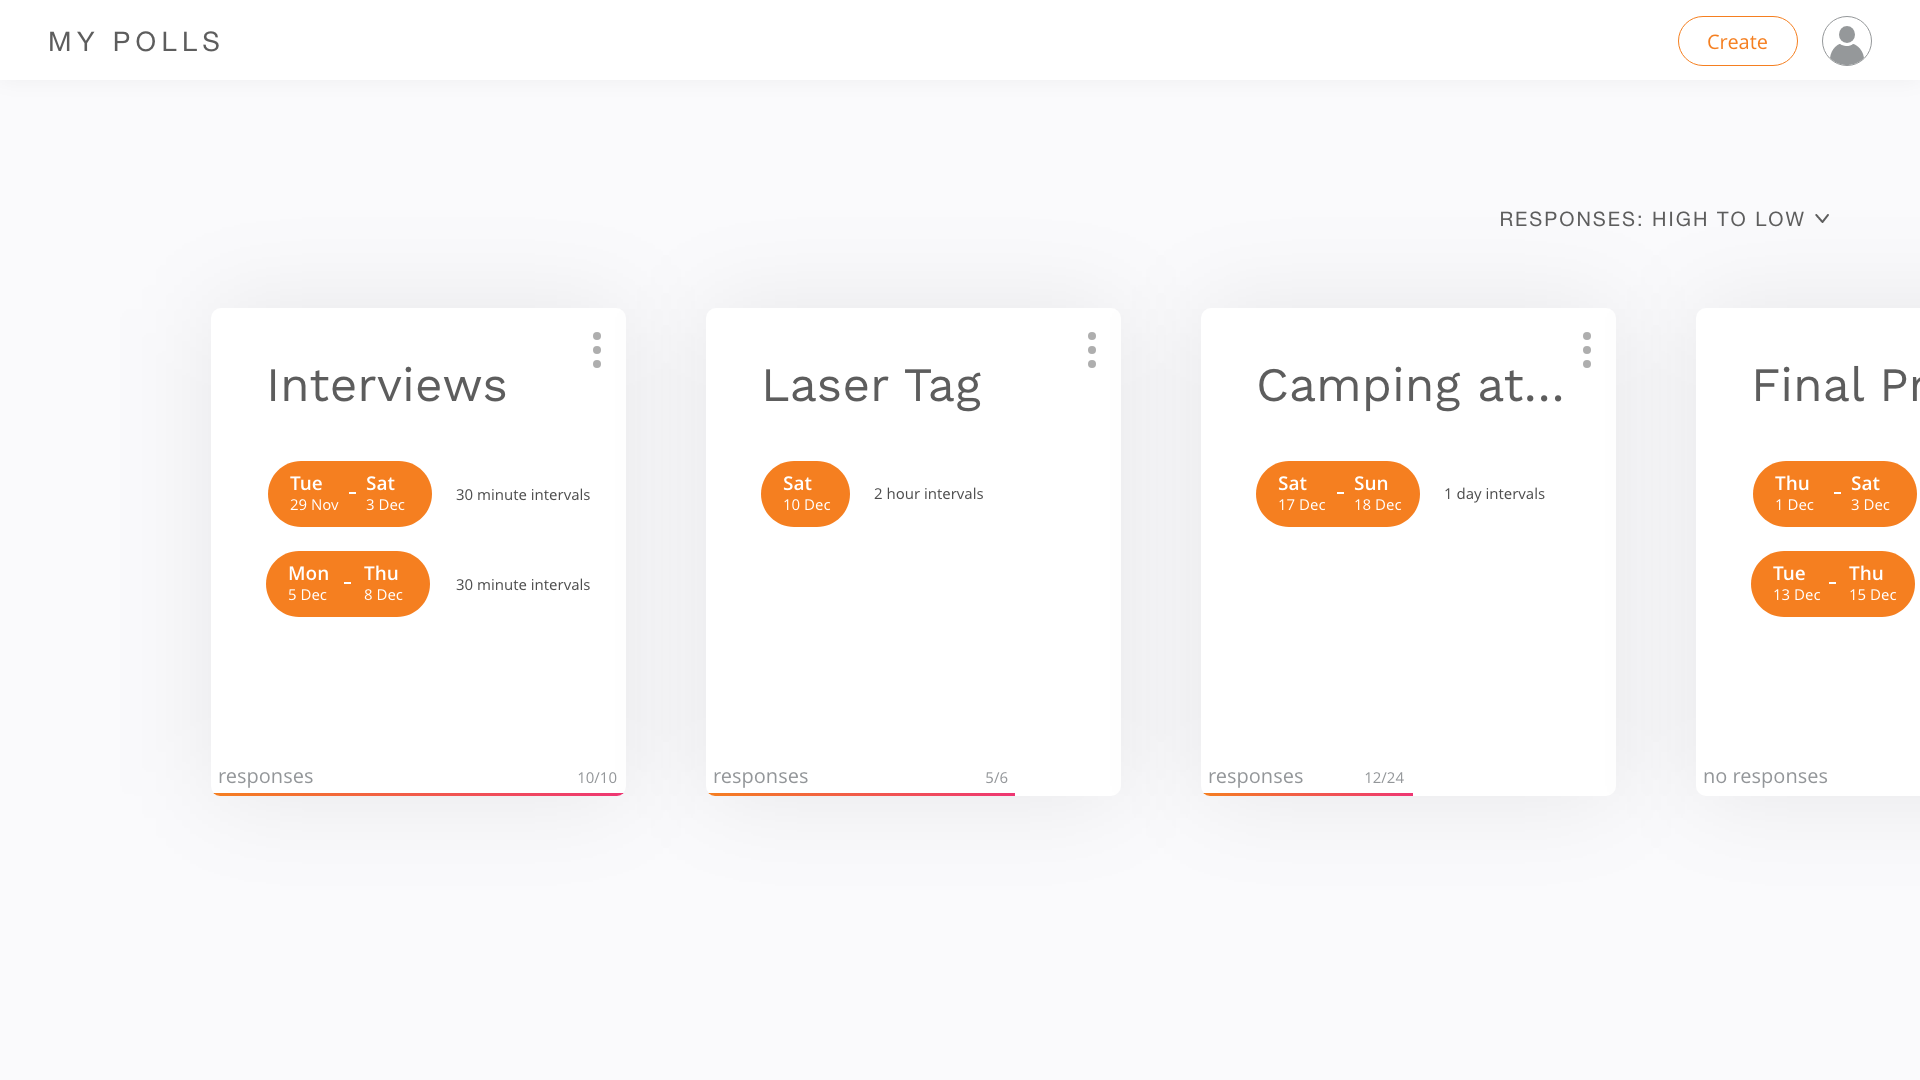 MY POLLS
Create
RESPONSES: HIGH TO LOW
Interviews
Tue - Sat
29 Nov 3 Dec
30 minute intervals
Mon - Thu
5 Dec 8 Dec
30 minute intervals
responses 10/10
Laser Tag
Sat
10 Dec
2 hour intervals
responses 5/6
Camping at...
Sat - Sun
17 Dec 18 Dec
1 day intervals
responses 12/24
Final Pr
Thu - Sat
1 Dec 3 Dec
Tue - Thu
13 Dec 15 Dec
no responses